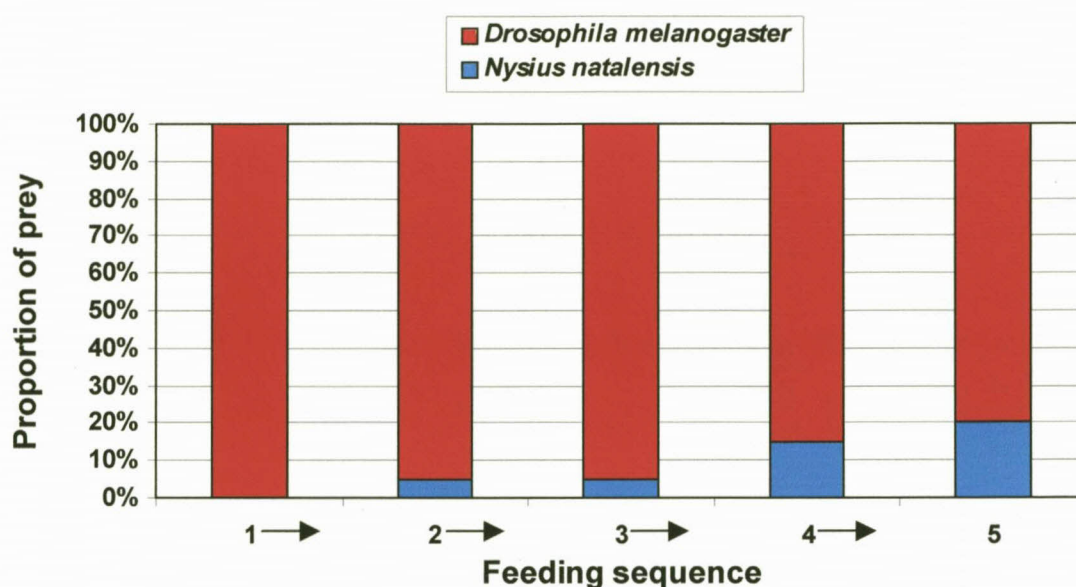 Drosophila melanogaster
Nysius natalensis
Proportion of prey
100%
90%
80%
70%
60%
50%
40%
30%
20%
10%
0%
1 → 2 → 3 → 4 → 5
Feeding sequence